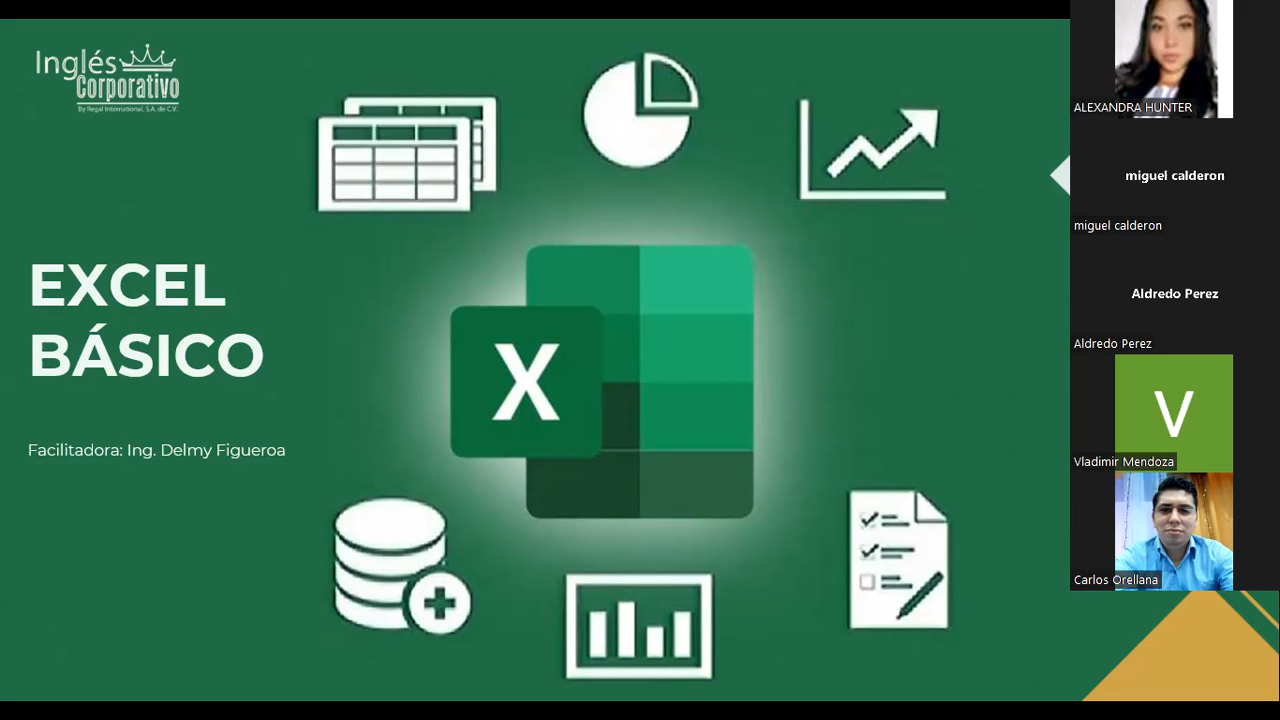 Inglés
Corporativo
By Regal International, S.A. de C.V.
EXCEL
BÁSICO
Facilitadora: Ing. Delmy Figueroa
X
ALEXANDRA HUNTER
miguel calderon
miguel calderon
Aldredo Perez
Aldredo Perez
V
Vladimir Mendoza
Carlos Orellana